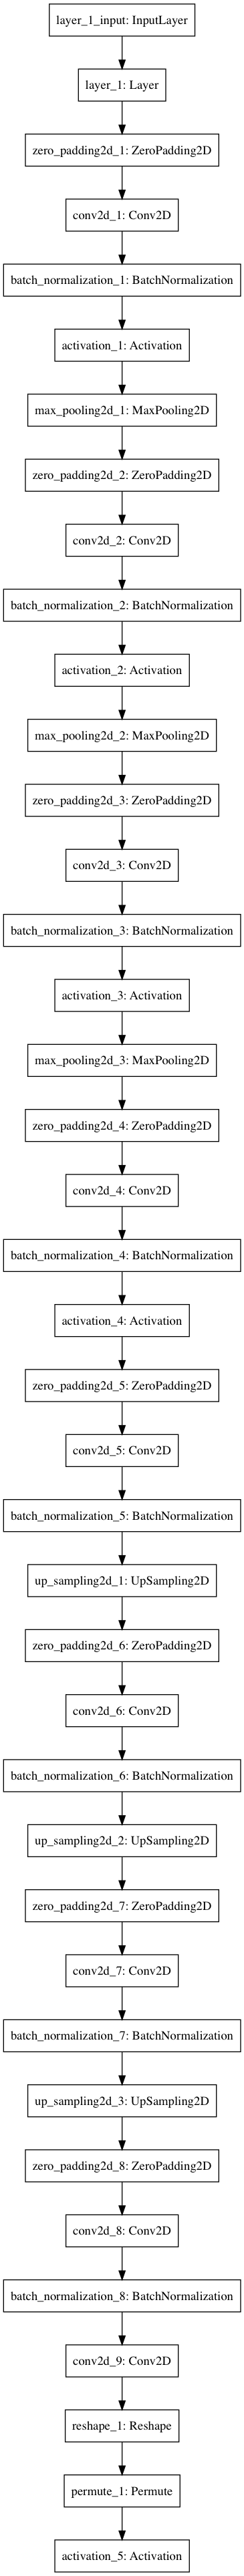 layer_1_input: InputLayer
layer_1: Layer
zero_padding2d_1: ZeroPadding2D
conv2d_1: Conv2D
batch_normalization_1: BatchNormalization
activation_1: Activation
max_pooling2d_1: MaxPooling2D
zero_padding2d_2: ZeroPadding2D
conv2d_2: Conv2D
batch_normalization_2: BatchNormalization
activation_2: Activation
max_pooling2d_2: MaxPooling2D
zero_padding2d_3: ZeroPadding2D
conv2d_3: Conv2D
batch_normalization_3: BatchNormalization
activation_3: Activation
max_pooling2d_3: MaxPooling2D
zero_padding2d_4: ZeroPadding2D
conv2d_4: Conv2D
batch_normalization_4: BatchNormalization
activation_4: Activation
zero_padding2d_5: ZeroPadding2D
conv2d_5: Conv2D
batch_normalization_5: BatchNormalization
up_sampling2d_1: UpSampling2D
zero_padding2d_6: ZeroPadding2D
conv2d_6: Conv2D
batch_normalization_6: BatchNormalization
up_sampling2d_2: UpSampling2D
zero_padding2d_7: ZeroPadding2D
conv2d_7: Conv2D
batch_normalization_7: BatchNormalization
up_sampling2d_3: UpSampling2D
zero_padding2d_8: ZeroPadding2D
conv2d_8: Conv2D
batch_normalization_8: BatchNormalization
conv2d_9: Conv2D
reshape_1: Reshape
permute_1: Permute
activation_5: Activation